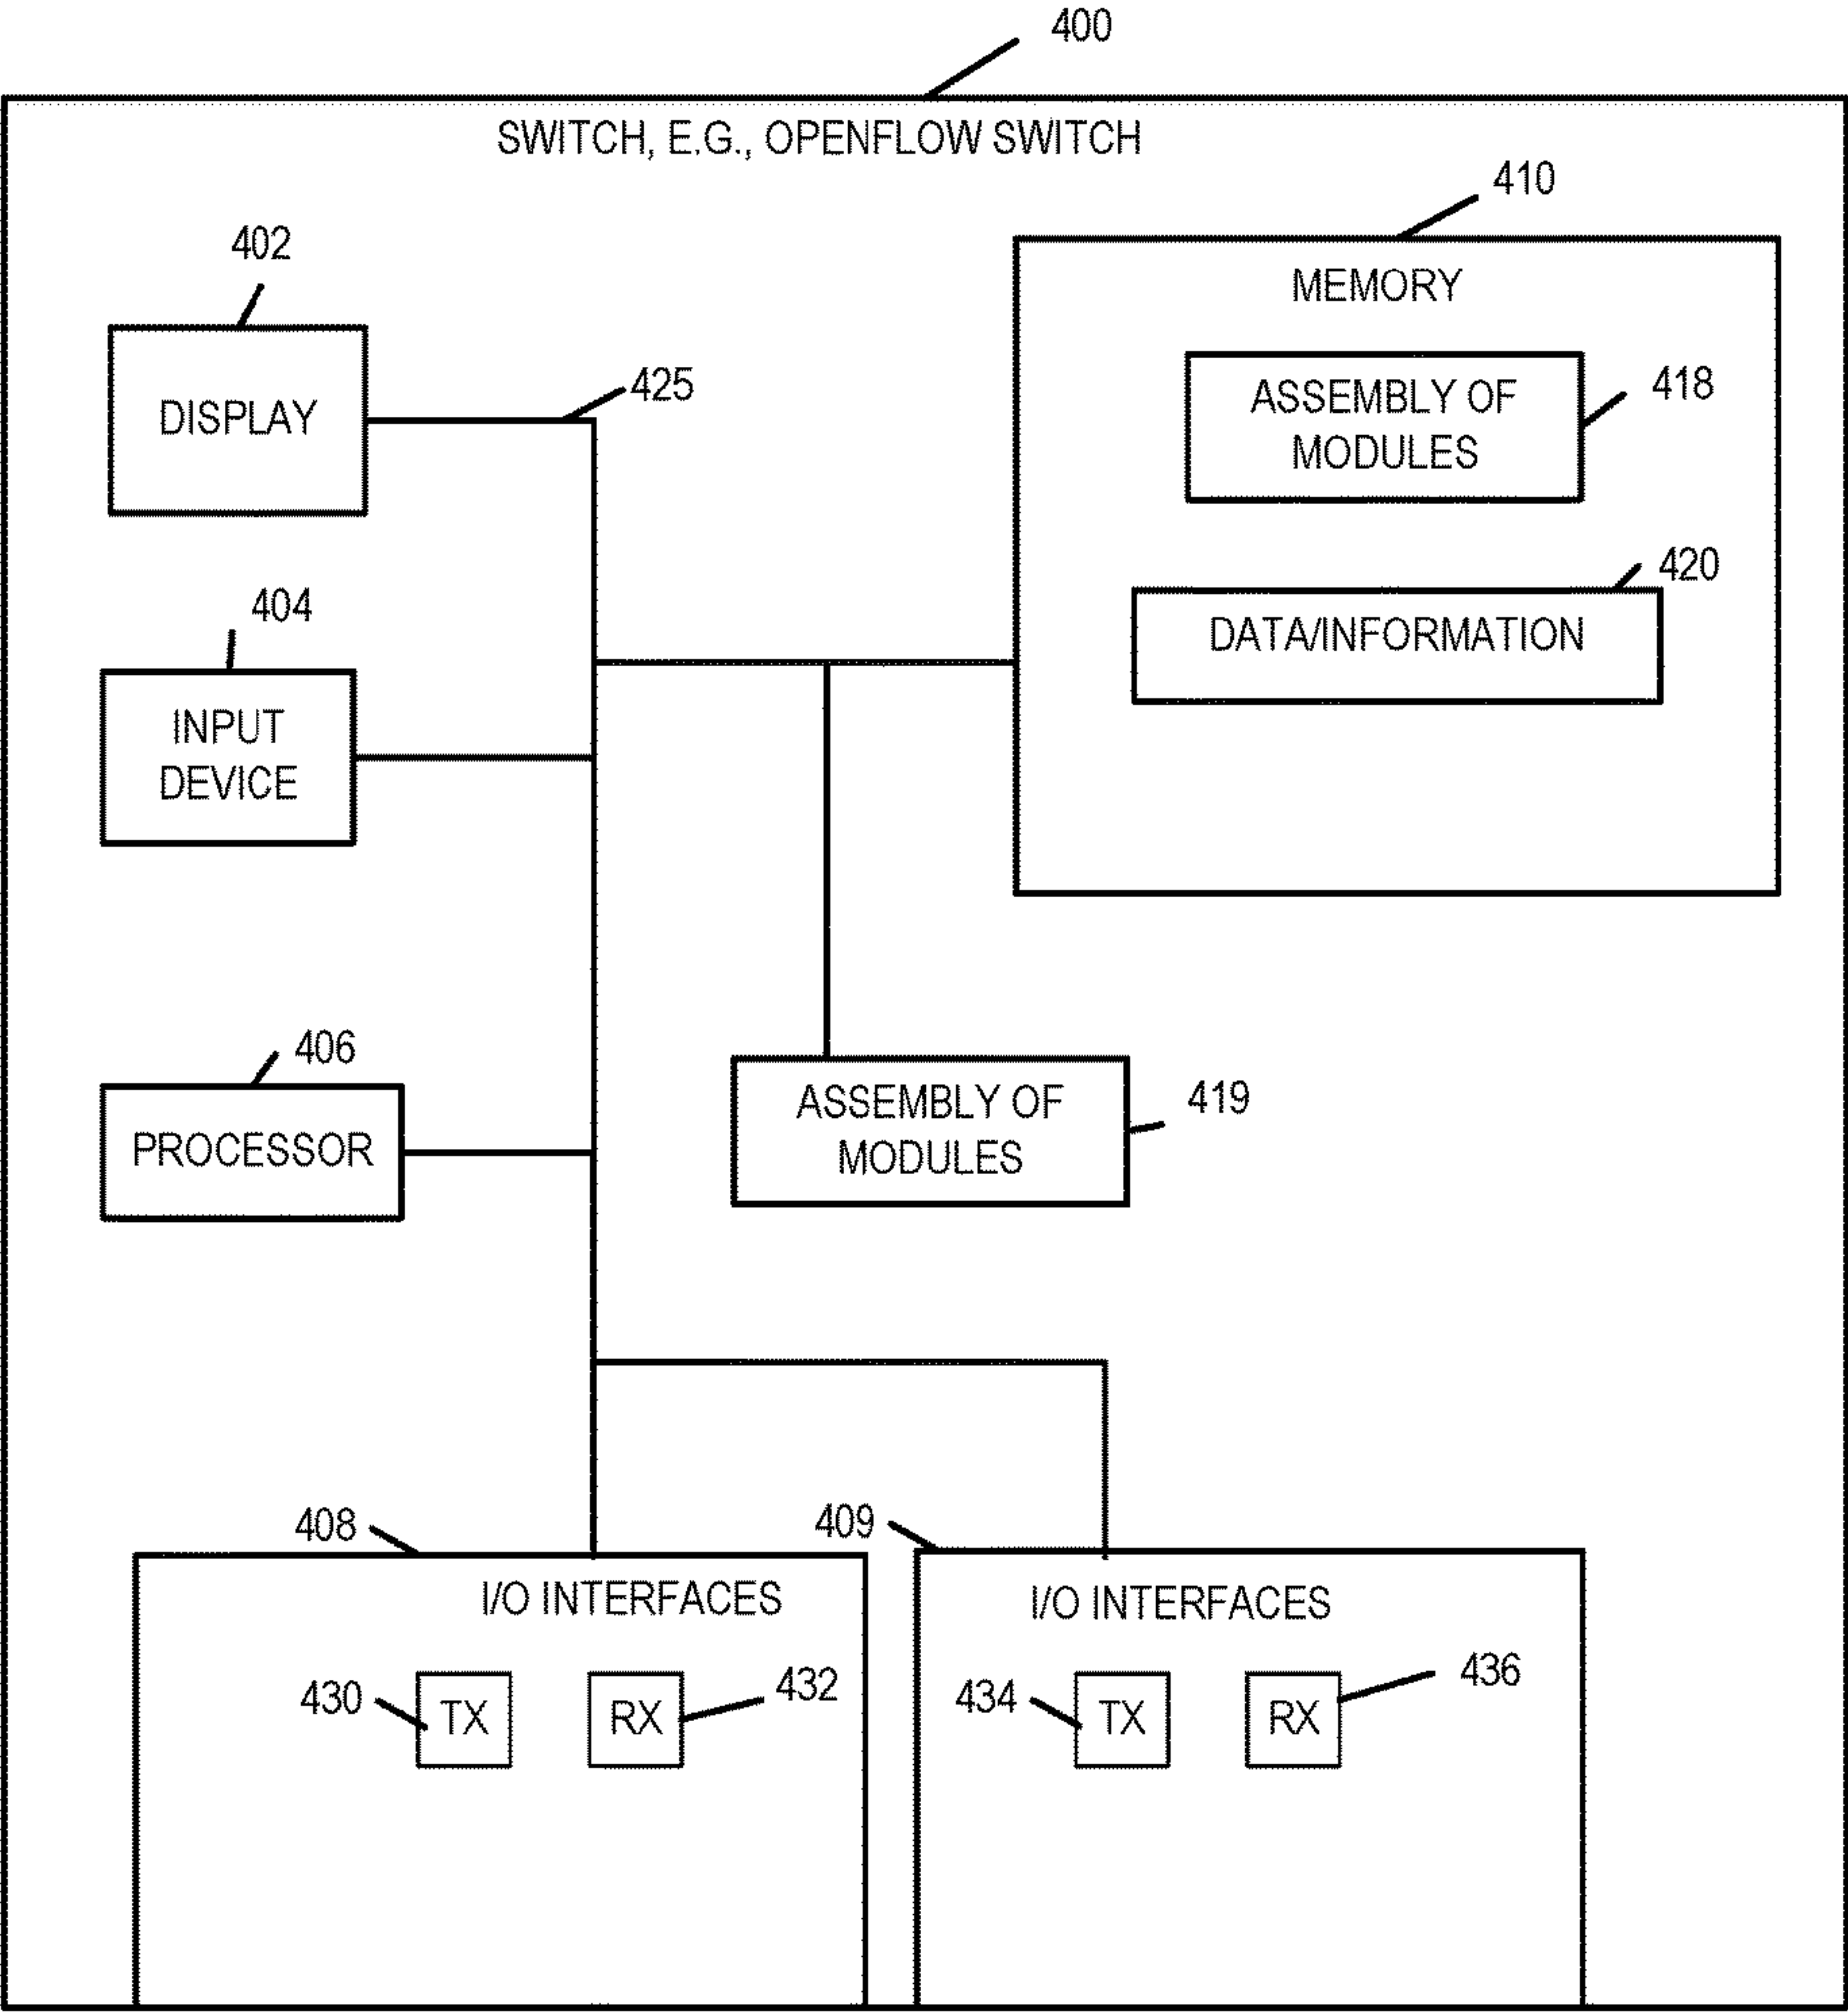 400
SWITCH, E.G., OPENFLOW SWITCH
410
402
MEMORY
425
418
DISPLAY
ASSEMBLY OF
MODULES
420
404
DATA/INFORMATION
INPUT
DEVICE
406
419
PROCESSOR
ASSEMBLY OF
MODULES
408
409
I/O INTERFACES
I/O INTERFACES
430
TX
RX
432
434
TX
RX
436